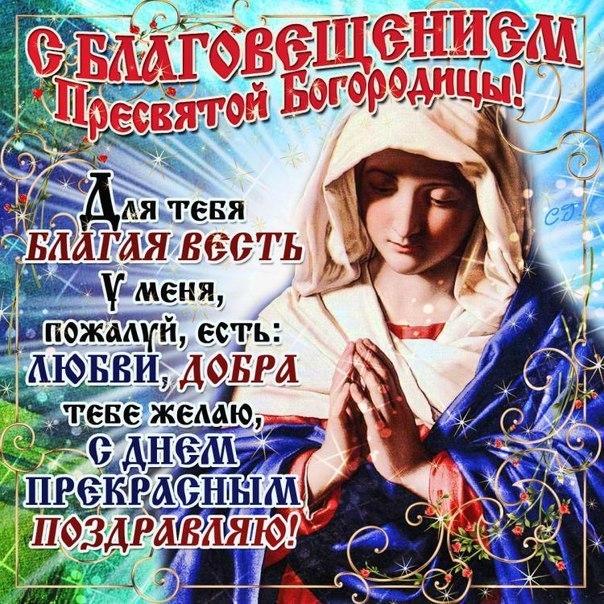 С БЛАГОВЕЩЕНИЕМ
Пресвятой Богородицы!
Для тебя
БЛАГАЯ ВЕСТЬ
У меня,
пожалуй, есть:
ЛЮБВИ, ДОБРА
тебе желаю,
С ДНЕМ
ПРЕКРАСНЫМ
ПОЗДРАВЛЯЮ!
С.Г.